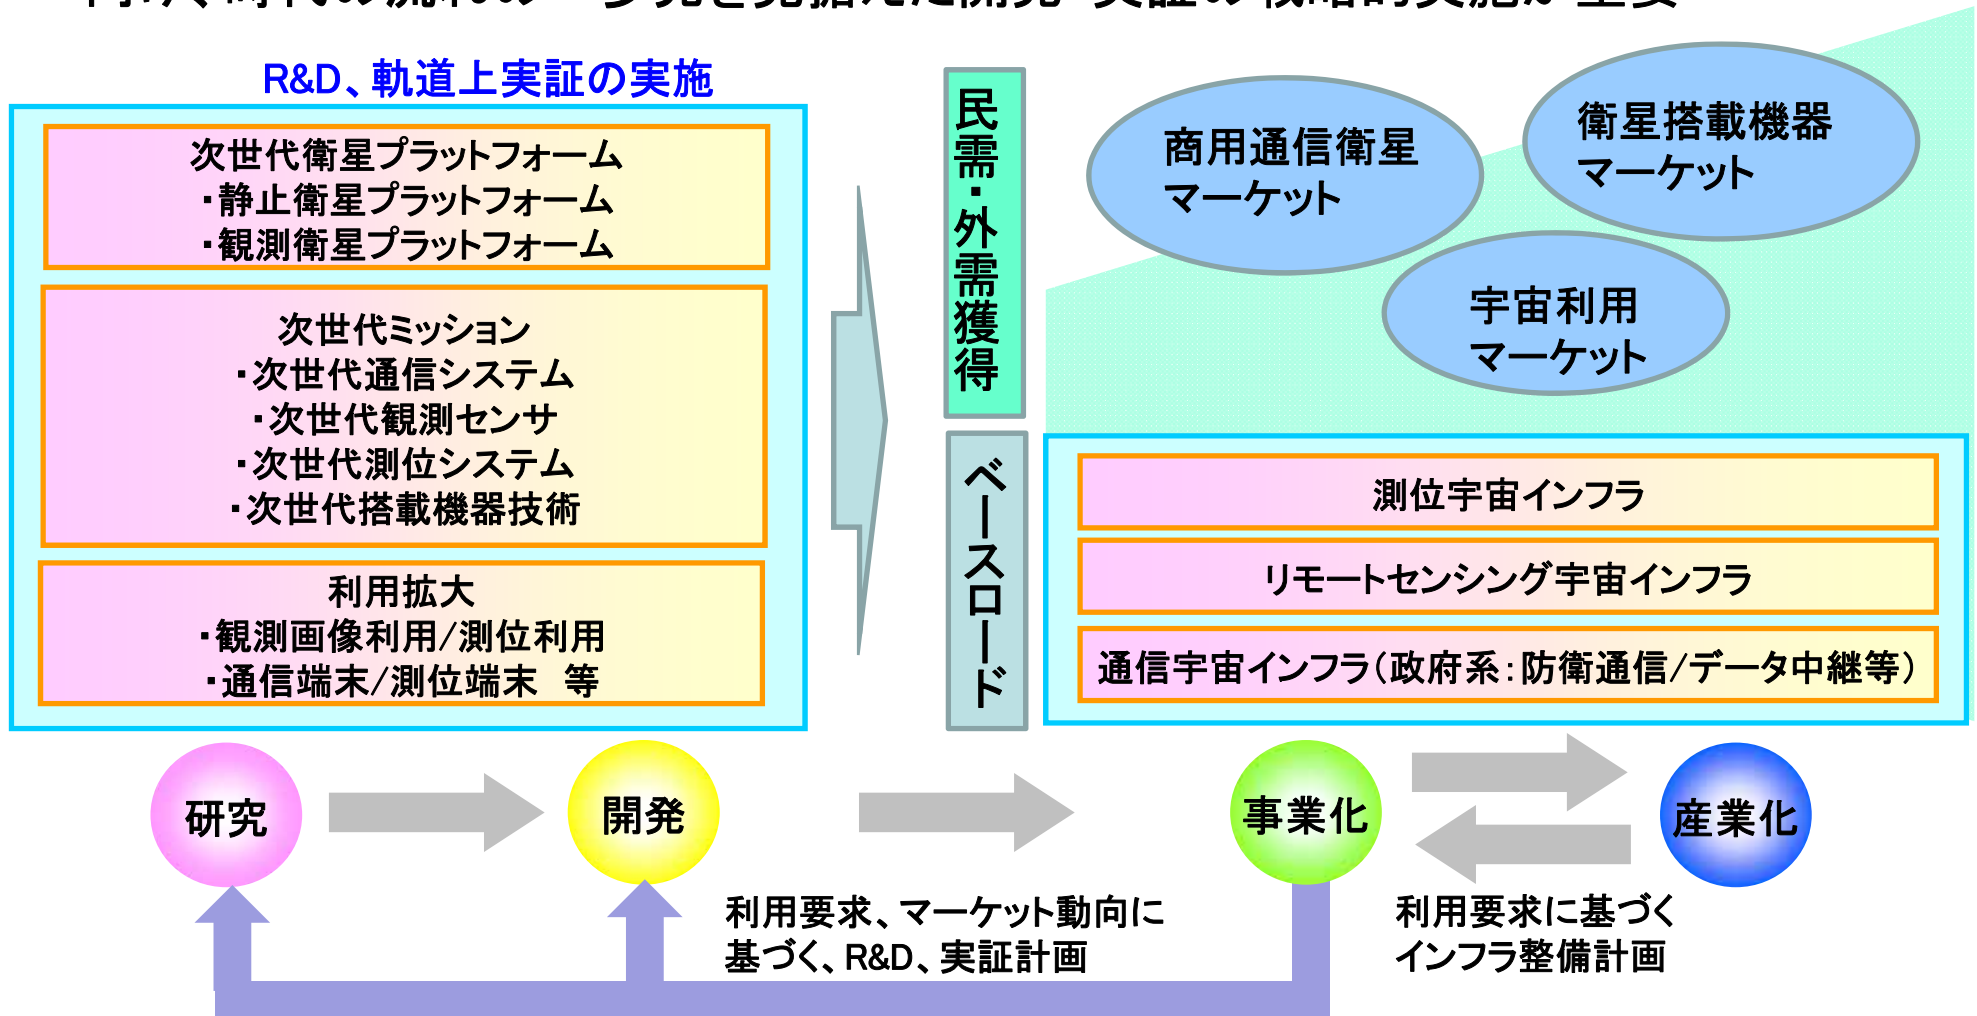 R&D、軌道上実証の実施
次世代衛星プラットフォーム
・静止衛星プラットフォーム
・観測衛星プラットフォーム
次世代ミッション
・次世代通信システム
・次世代観測センサ
・次世代測位システム
・次世代搭載機器技術
利用拡大
・観測画像利用/測位利用
・通信端末/測位端末　等
民需・外需獲得
ベースロード
商用通信衛星
マーケット
衛星搭載機器
マーケット
宇宙利用
マーケット
測位宇宙インフラ
リモートセンシング宇宙インフラ
通信宇宙インフラ（政府系：防衛通信/データ中継等）
研究
開発
事業化
産業化
利用要求、マーケット動向に
基づく、R&D、実証計画
利用要求に基づく
インフラ整備計画